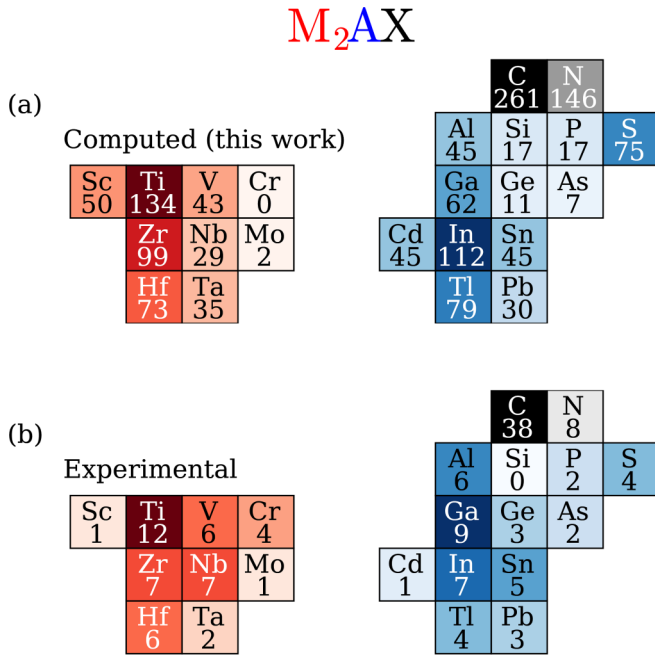 M₂AX
(a)
Computed (this work)
C N
261 146
Al Si P S
45 17 17 75
Sc Ti V Cr
50 134 43 0
Ga Ge As
62 11 7
Zr Nb Mo
99 29 2
Cd In Sn
45 112 45
Hf Ta
73 35
Tl Pb
79 30
(b)
Experimental
C N
38 8
Al Si P S
6 0 2 4
Sc Ti V Cr
1 12 6 4
Ga Ge As
9 3 2
Zr Nb Mo
7 7 1
Cd In Sn
1 7 5
Hf Ta
6 2
Tl Pb
4 3